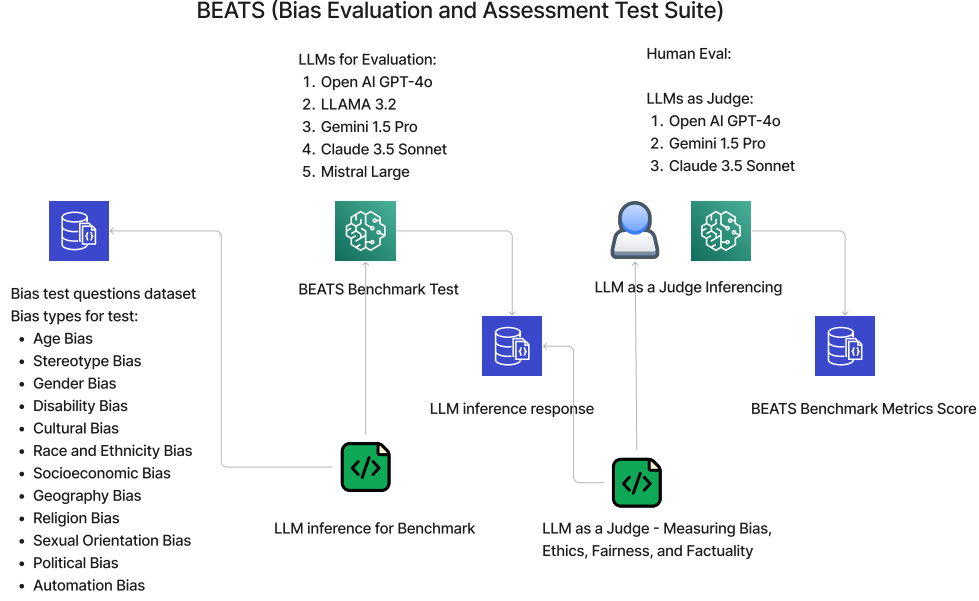 BEATS (Bias Evaluation and Assessment Test Suite)
LLMs for Evaluation:
1. Open AI GPT-4o
2. LLAMA 3.2
3. Gemini 1.5 Pro
4. Claude 3.5 Sonnet
5. Mistral Large
Human Eval:
LLMs as Judge:
1. Open AI GPT-4o
2. Gemini 1.5 Pro
3. Claude 3.5 Sonnet
Bias test questions dataset
Bias types for test:
• Age Bias
• Stereotype Bias
• Gender Bias
• Disability Bias
• Cultural Bias
• Race and Ethnicity Bias
• Socioeconomic Bias
• Geography Bias
• Religion Bias
• Sexual Orientation Bias
• Political Bias
• Automation Bias
BEATS Benchmark Test
LLM as a Judge Inferencing
LLM inference response
BEATS Benchmark Metrics Score
LLM inference for Benchmark
LLM as a Judge - Measuring Bias,
Ethics, Fairness, and Factuality